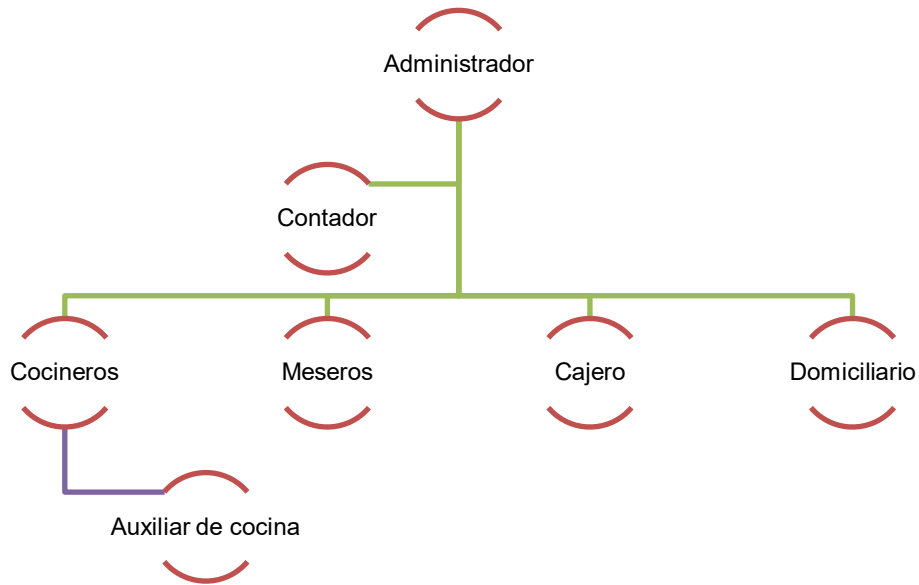 Administrador
Contador
Cocineros
Meseros
Cajero
Domiciliario
Auxiliar de cocina